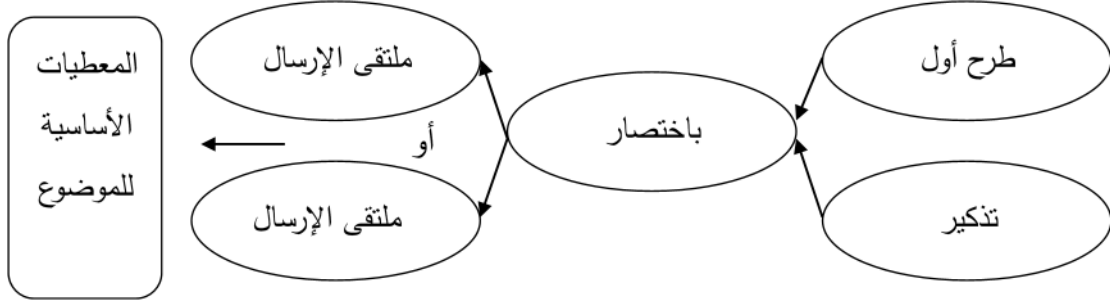 طرح أول
تذكير
باختصار
ملتقى الإرسال
أو
ملتقى الإرسال
المعطيات
الأساسية
للموضوع